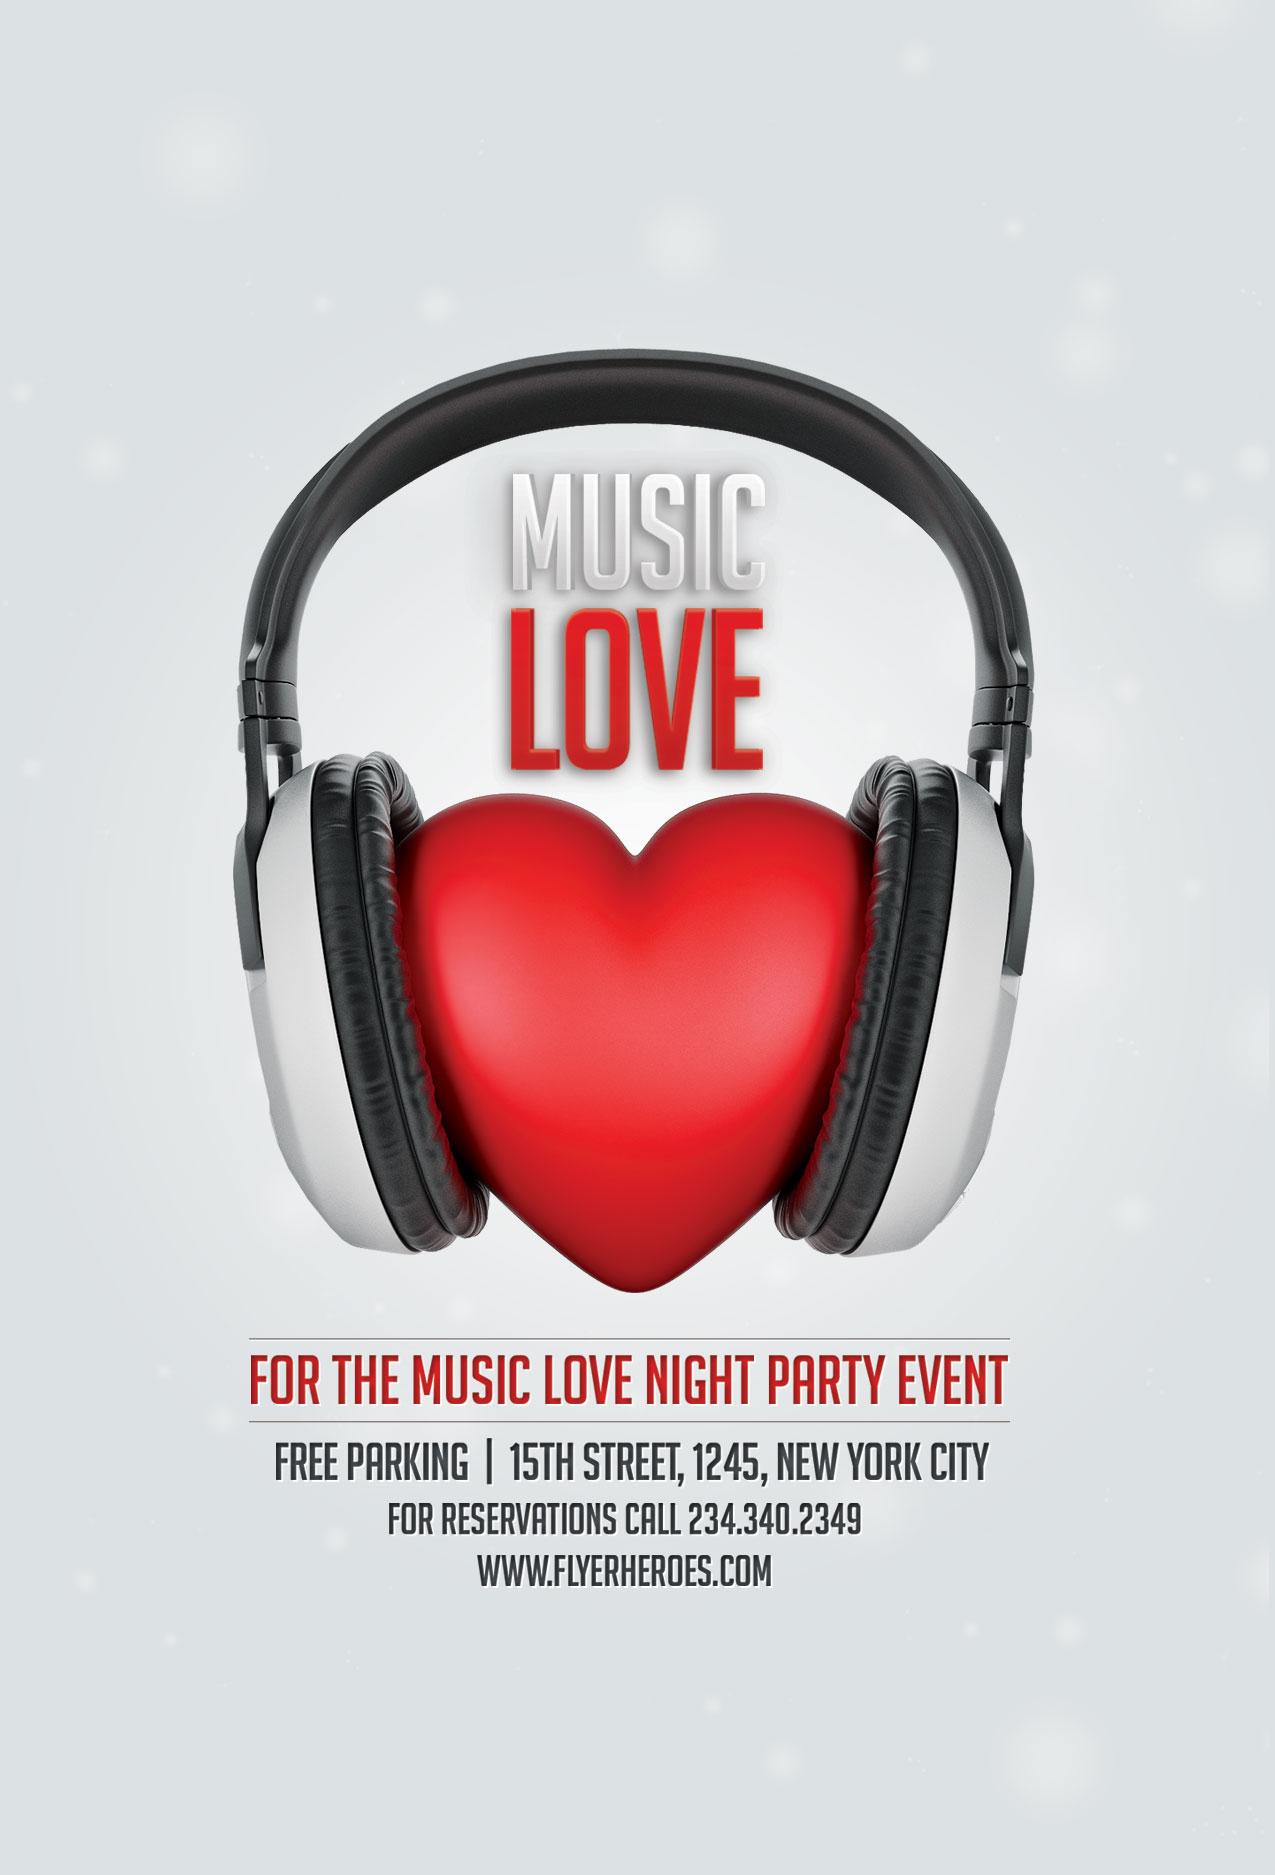 MUSIC
LOVE
FOR THE MUSIC LOVE NIGHT PARTY EVENT
FREE PARKING | 15TH STREET, 1245, NEW YORK CITY
FOR RESERVATIONS CALL 234.340.2349
WWW.FLYERHEROES.COM